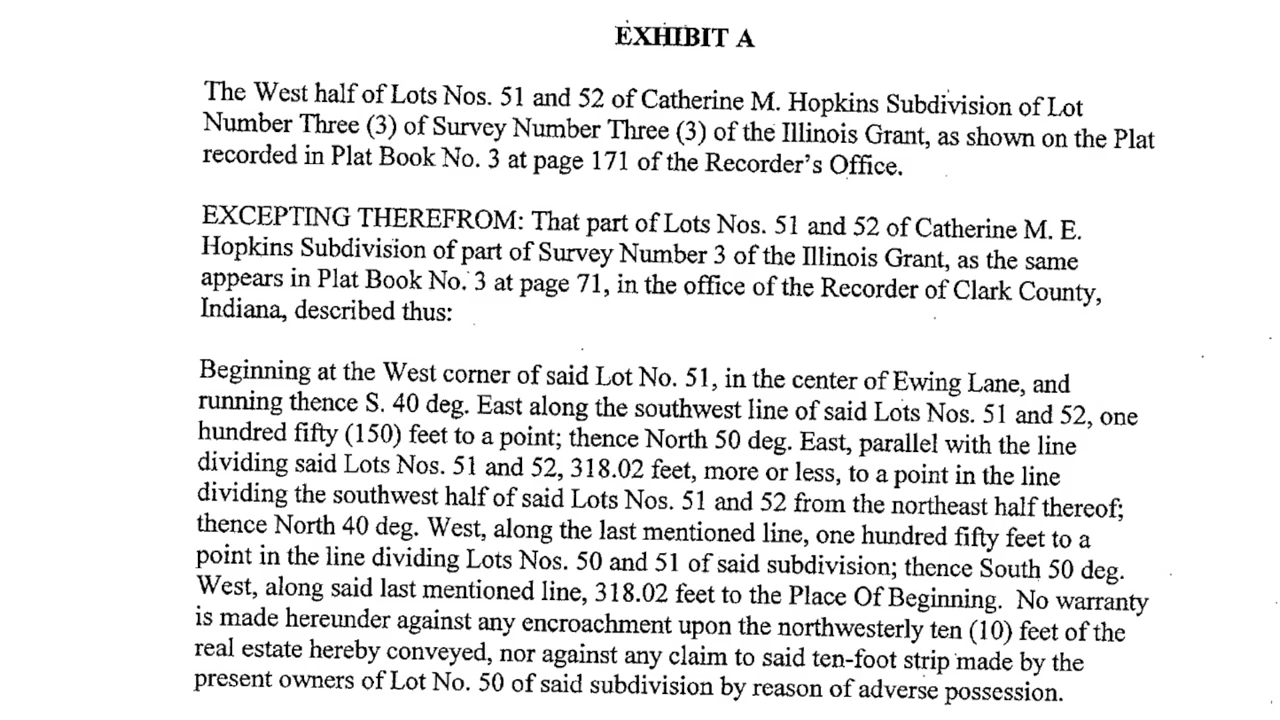 EXHIBIT A
The West half of Lots Nos. 51 and 52 of Catherine M. Hopkins Subdivision of Lot
Number Three (3) of Survey Number Three (3) of the Illinois Grant, as shown on the Plat
recorded in Plat Book No. 3 at page 171 of the Recorder's Office.
EXCEPTING THEREFROM: That part of Lots Nos. 51 and 52 of Catherine M. E.
Hopkins Subdivision of part of Survey Number 3 of the Illinois Grant, as the same
appears in Plat Book No. 3 at page 71, in the office of the Recorder of Clark County,
Indiana, described thus:
Beginning at the West corner of said Lot No. 51, in the center of Ewing Lane, and
running thence S. 40 deg. East along the southwest line of said Lots Nos. 51 and 52, one
hundred fifty (150) feet to a point; thence North 50 deg. East, parallel with the line
dividing said Lots Nos. 51 and 52, 318.02 feet, more or less, to a point in the line
dividing the southwest half of said Lots Nos. 51 and 52 from the northeast half thereof;
thence North 40 deg. West, along the last mentioned line, one hundred fifty feet to a
point in the line dividing Lots Nos. 50 and 51 of said subdivision; thence South 50 deg.
West, along said last mentioned line, 318.02 feet to the Place Of Beginning. No warranty
is made hereunder against any encroachment upon the northwesterly ten (10) feet of the
real estate hereby conveyed, nor against any claim to said ten-foot strip made by the
present owners of Lot No. 50 of said subdivision by reason of adverse possession.